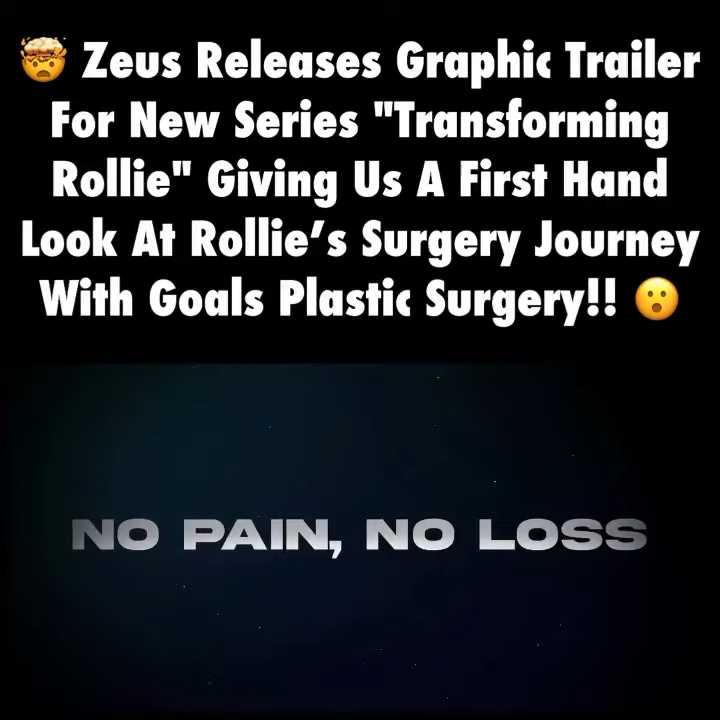 🤯 Zeus Releases Graphic Trailer
For New Series "Transforming
Rollie" Giving Us A First Hand
Look At Rollie’s Surgery Journey
With Goals Plastic Surgery!! 😮
NO PAIN, NO LOSS